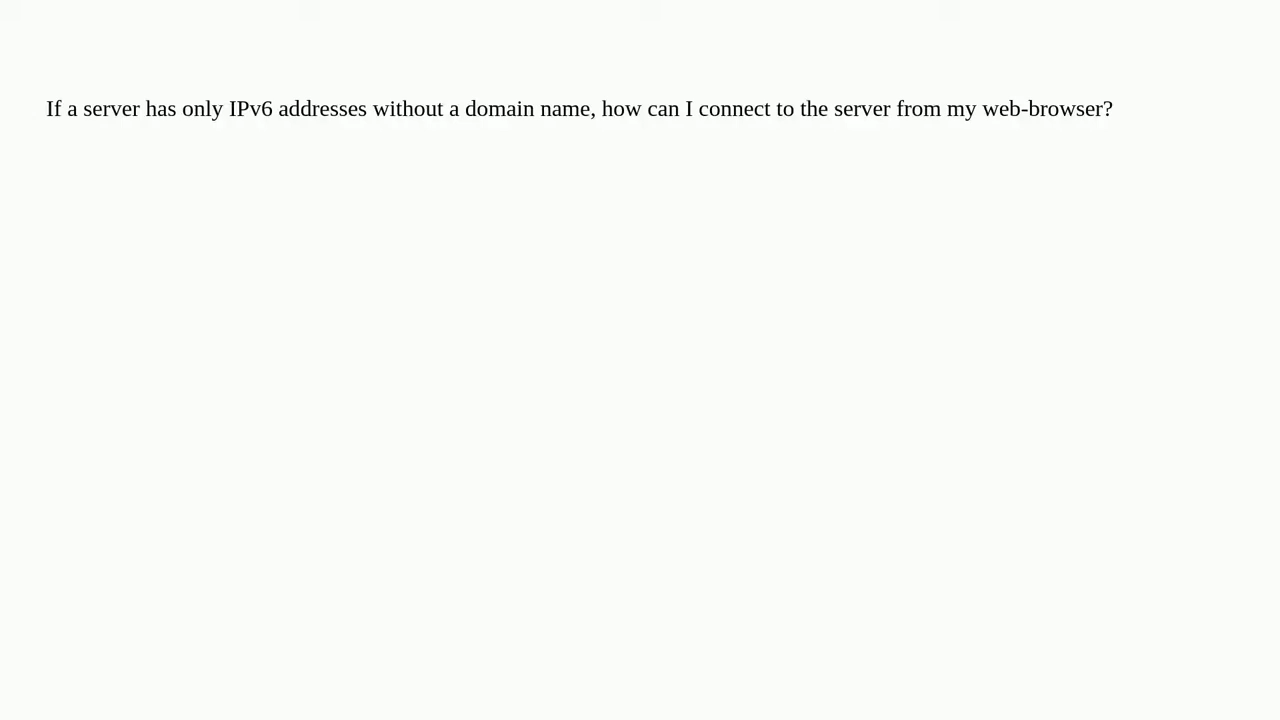 If a server has only IPv6 addresses without a domain name, how can I connect to the server from my web-browser?